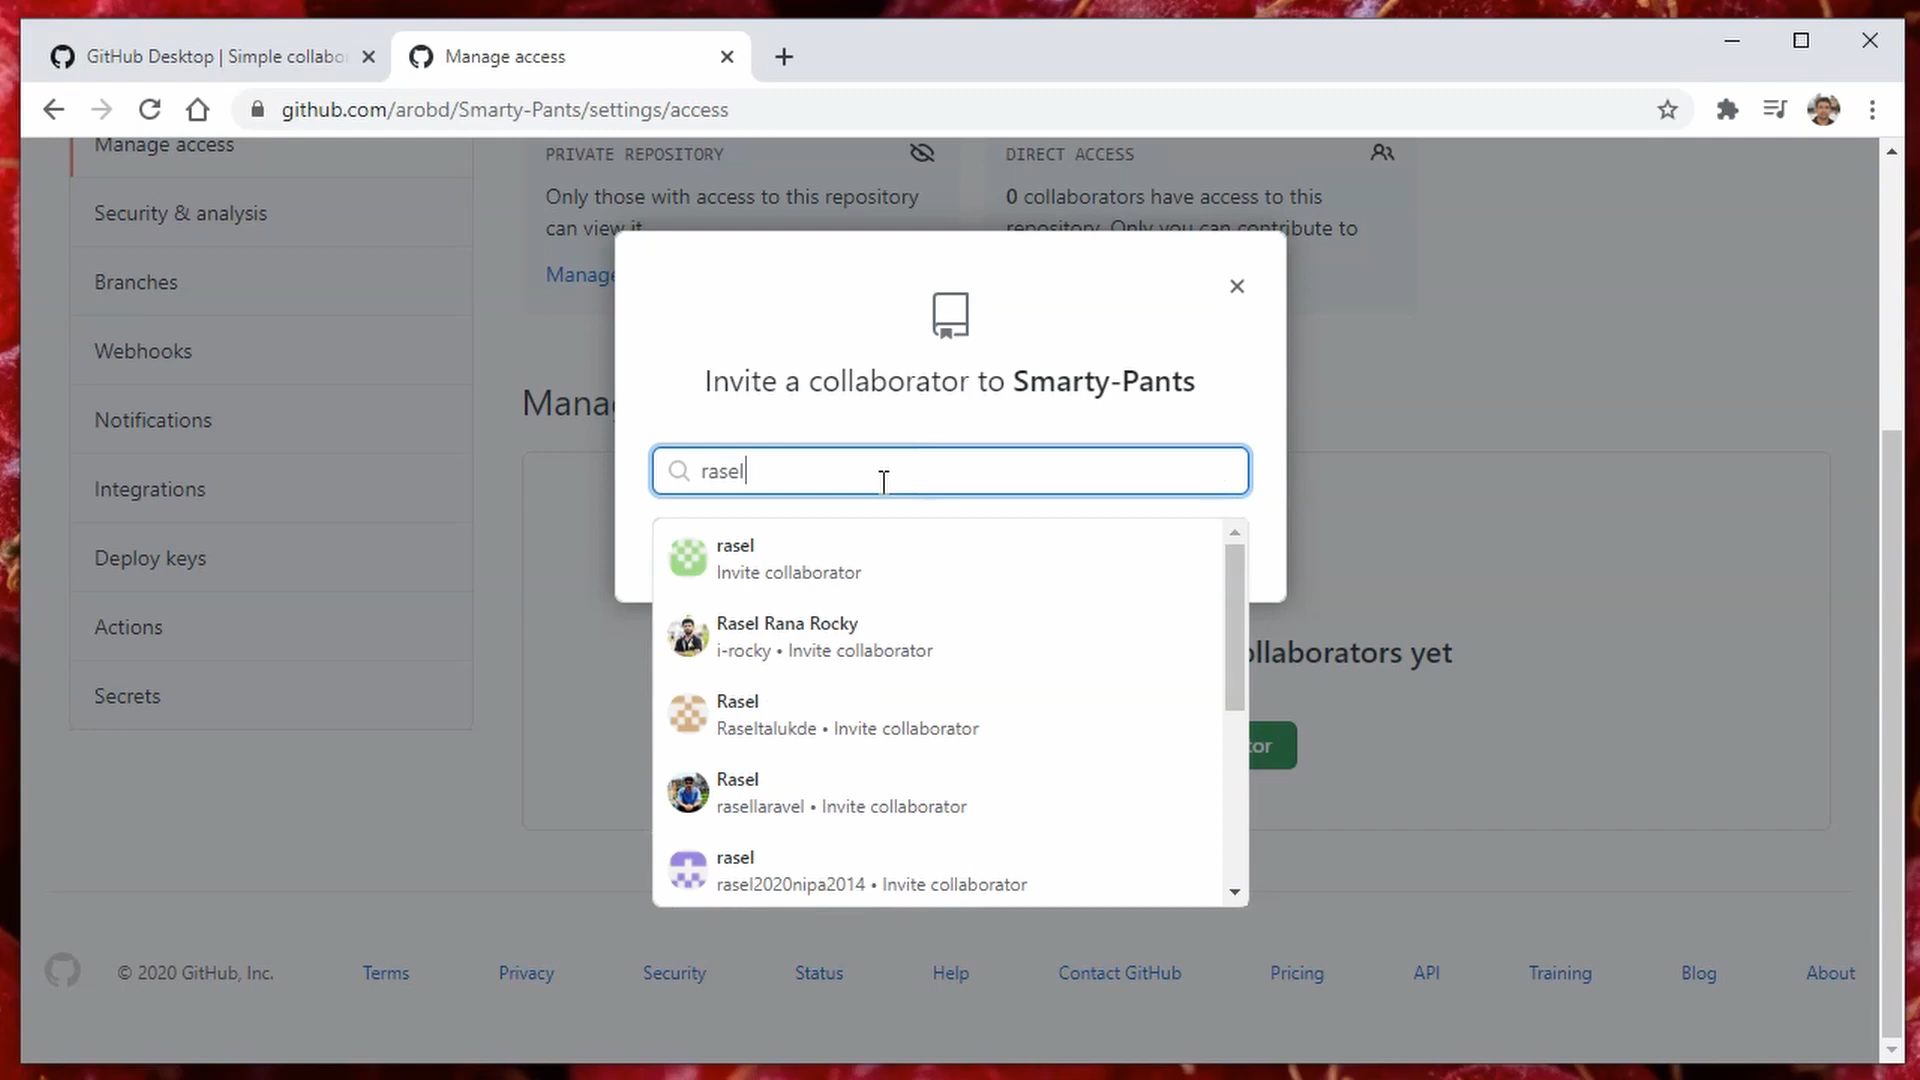 GitHub Desktop | Simple collabo
Manage access
github.com/arobd/Smarty-Pants/settings/access
Manage access
Security & analysis
Branches
Webhooks
Notifications
Integrations
Deploy keys
Actions
Secrets
PRIVATE REPOSITORY
Only those with access to this repository
can view it.
Manage
DIRECT ACCESS
0 collaborators have access to this
repository. Only you can contribute to
Mana
Invite a collaborator to Smarty-Pants
rasel
rasel
Invite collaborator
Rasel Rana Rocky
i-rocky • Invite collaborator
Rasel
Raseltalukde • Invite collaborator
Rasel
rasellaravel • Invite collaborator
rasel
rasel2020nipa2014 • Invite collaborator
ollaborators yet
tor
© 2020 GitHub, Inc.
Terms
Privacy
Security
Status
Help
Contact GitHub
Pricing
API
Training
Blog
About